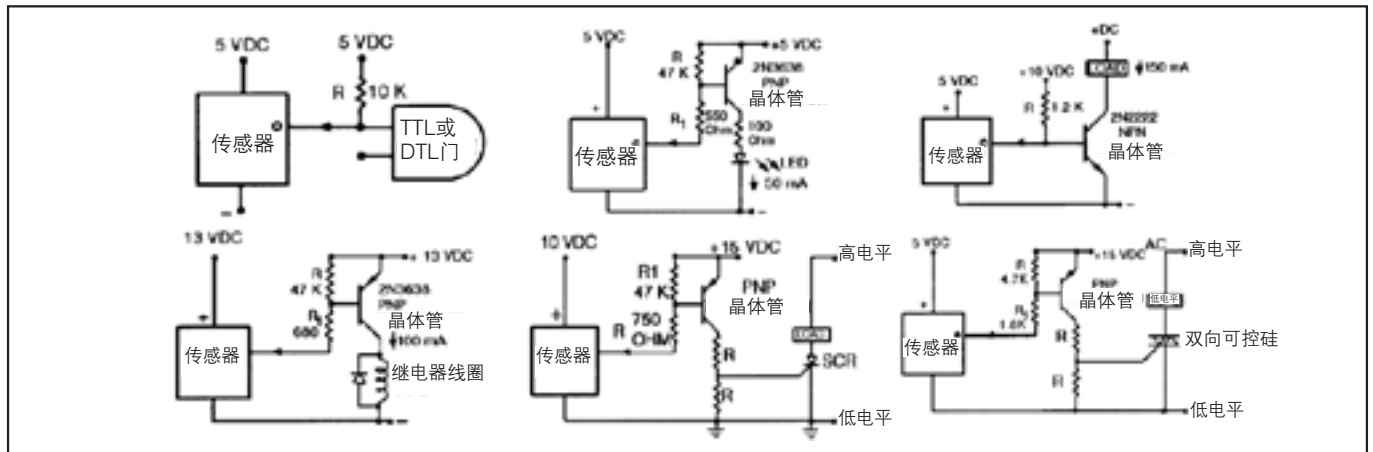 5 VDC
5 VDC
R
10 K
传感器
TTL或
DTL门
−
5 VDC
+5 VDC
R
47 K
2N3638
PNP
晶体管
R1
550
Ohm
100
Ohm
+
传感器
LED
50 mA
−
+DC
LOAD
150 mA
5 VDC
+10 VDC
R
1.2 K
2N2222
NPN
晶体管
+
传感器
−
13 VDC
+ 13 VDC
R
47 K
2N3638
PNP
晶体管
680
100 mA
+
传感器
继电器线圈
−
10 VDC
+15 VDC
高电平
R1
47 K
PNP
晶体管
R
750
OHM
+
传感器
LOAD
R
SCR
R
低电平
5 VDC
AC
高电平
+15 VDC
R
4.7K
PNP
晶体管
低电平
1.8K
+
传感器
R
双向可控硅
R
低电平